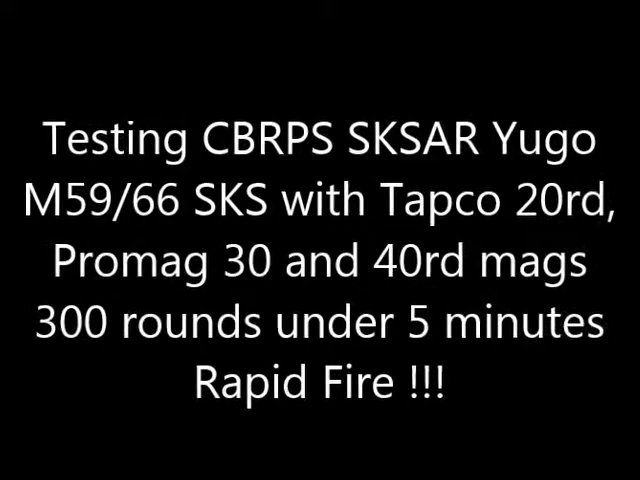 Testing CBRPS SKSAR Yugo
M59/66 SKS with Tapco 20rd,
Promag 30 and 40rd mags
300 rounds under 5 minutes
Rapid Fire !!!